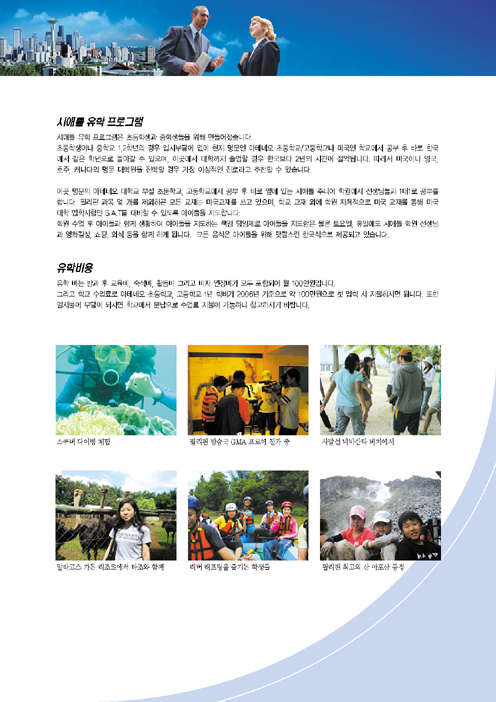 시애틀 유학 프로그램
시애틀 유학 프로그램은 초등학생과 중학생들을 위해 만들어졌습니다.
초등학생이나 중학교 1,2학년의 경우 입시부담이 없이 현지 명문인 아테네오 초등학교/고등학교나 미국인 학교에서 공부 후 바로 한국
에서 같은 학년으로 돌아갈 수 있으며, 이곳에서 대학까지 졸업할 경우 한국보다 2년의 시간이 절약됩니다. 따라서 미국이나 영국,
호주, 캐나다의 명문 대학원을 진학할 경우 가장 이상적인 진로라고 추천할 수 있습니다.
이곳 명문의 아테네오 대학교 부설 초등학교, 고등학교에서 공부 후 바로 옆에 있는 시애틀 주니어 학원에서 선생님들과 1대1로 공부를
합니다. 필리핀 과목 몇 개를 제외하곤 모든 교재는 미국교재를 쓰고 있으며, 학교 교재 외에 학원 자체적으로 미국 교재를 통해 미국
대학 입학시험인 S.A.T를 대비할 수 있도록 아이들을 지도합니다.
학원 수업 후 아이들과 함께 생활하며 아이들을 지도하는 책임 담임제로 아이들을 지도함은 물론 토요일, 휴일에도 시애틀 학원 선생님
과 영화감상, 쇼핑, 외식 등을 함께 하게 됩니다. 모든 음식은 아이들을 위해 맛깔스런 한국식으로 제공되고 있습니다.
유학비용
유학 비는 방과 후 교육비, 숙식비, 활동비 그리고 비자 연장비가 모두 포함되어 월 100만원입니다.
그리고 학교 수업료로 아테네오 초등학교, 고등학교 1년 학비가 2006년 기준으로 약 100만원으로 첫 입학 시 지불하시면 됩니다. 또한
일시불이 부담이 되시면 학교에서 분납으로 수업료 지불이 가능하니 참고하시기 바랍니다.
스쿠버 다이빙 체험
필리핀 방송국 GMA 프로에 참가 중
사말섬 비치에서
가든 리조트에서 타조와 함께
리버 래프팅을 즐기는 학생들
필리핀 최고의 산 아포산 등정